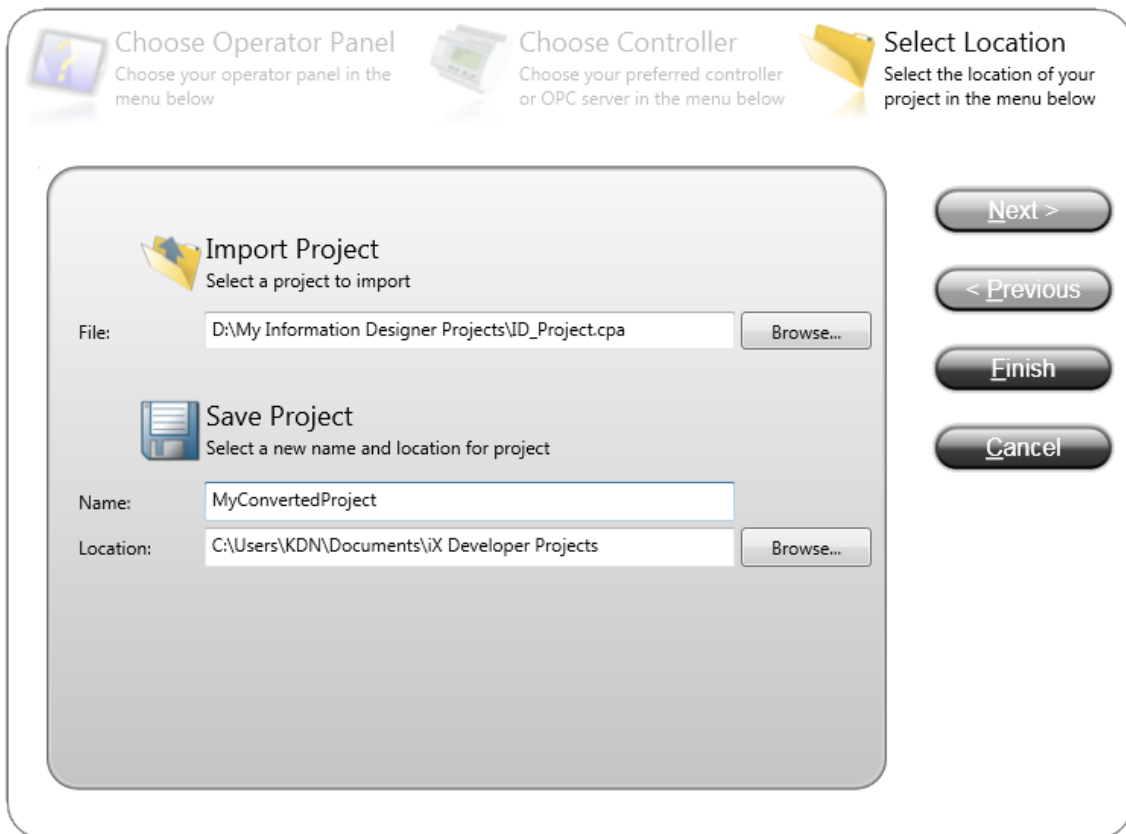 Choose Operator Panel
Choose your operator panel in the
menu below
Choose Controller
Choose your preferred controller
or OPC server in the menu below
Select Location
Select the location of your
project in the menu below
Import Project
Select a project to import
File:
D:\My Information Designer Projects\ID_Project.cpa
Browse...
Save Project
Select a new name and location for project
Name:
MyConvertedProject
Location:
C:\Users\KDN\Documents\iX Developer Projects
Browse...
Next >
< Previous
Finish
Cancel